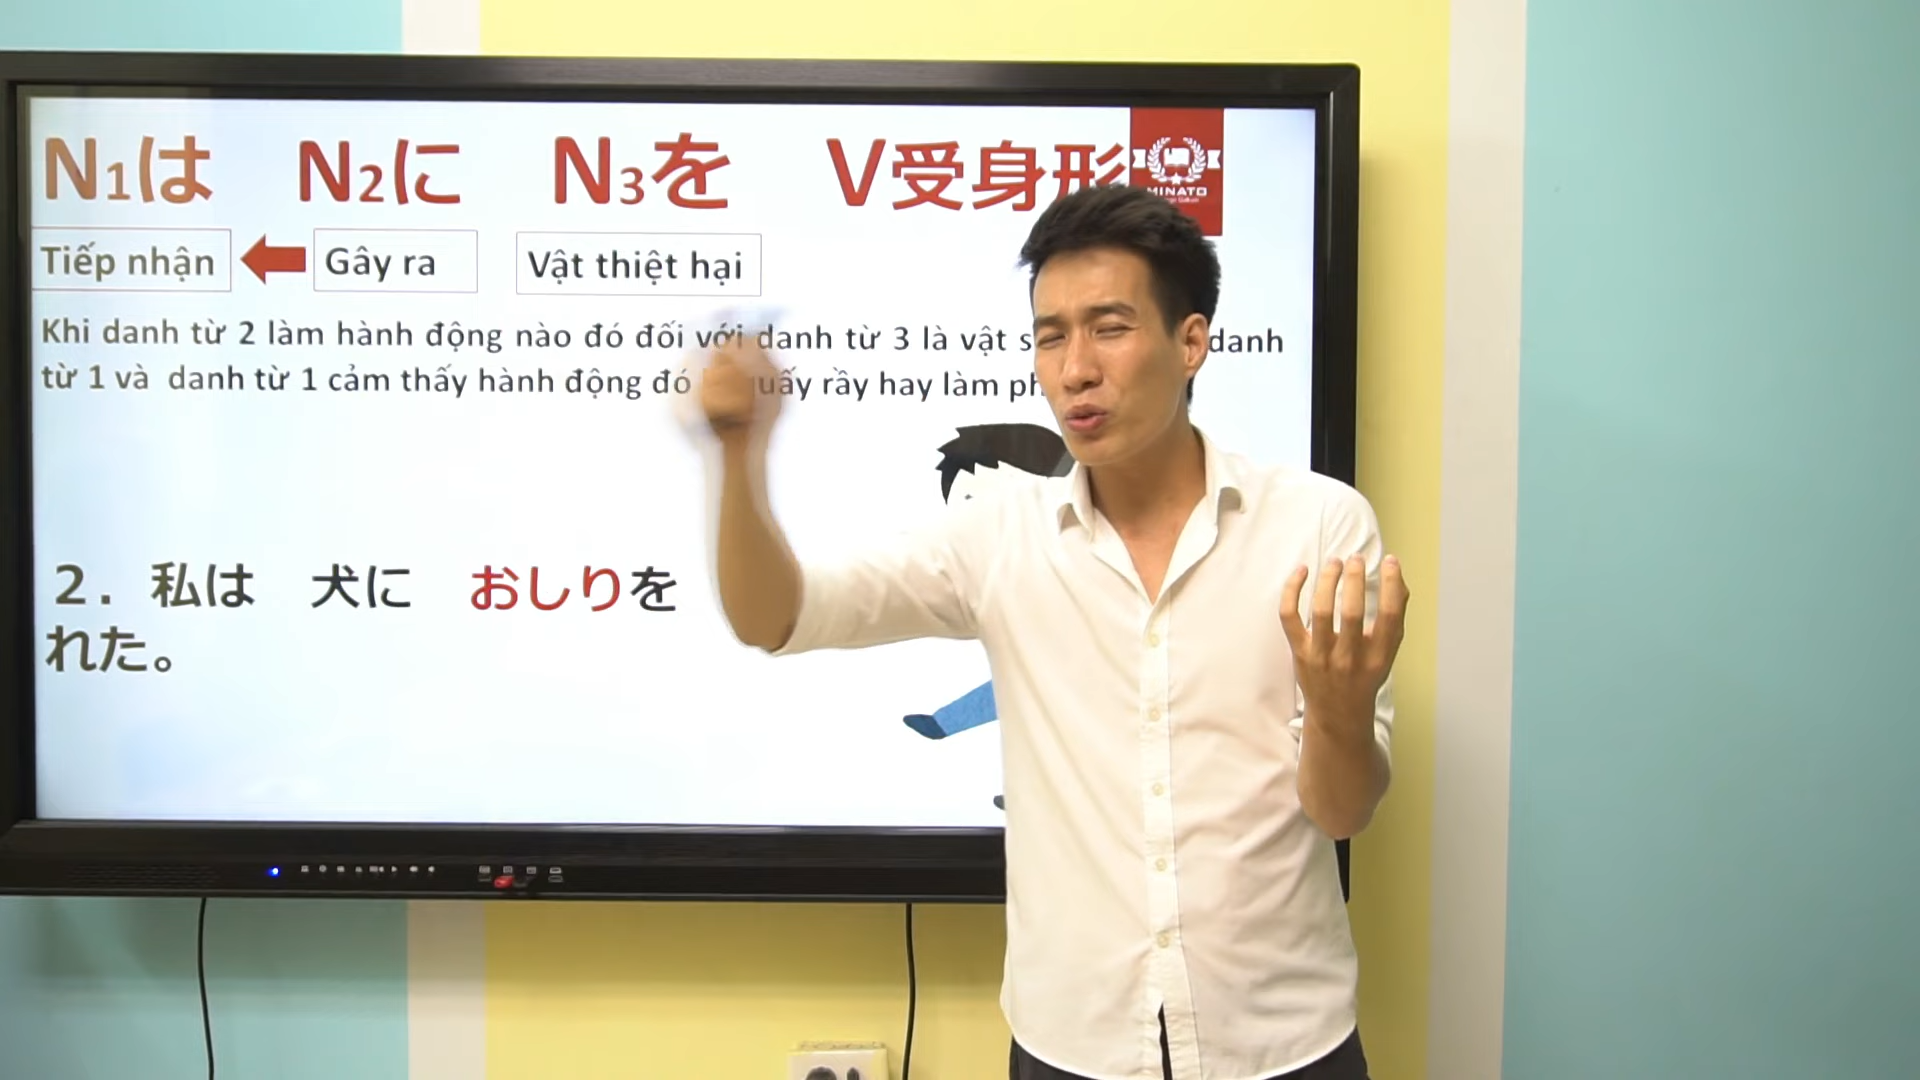 N1は N2に N3を V受身形
MINATO
Tiếp nhận Gây ra Vật thiệt hại
Khi danh từ 2 làm hành động nào đó đối với danh từ 3 là vật danh
từ 1 và danh từ 1 cảm thấy hành động đó quấy rầy hay làm
2. 私は 犬に おしりを
れた。